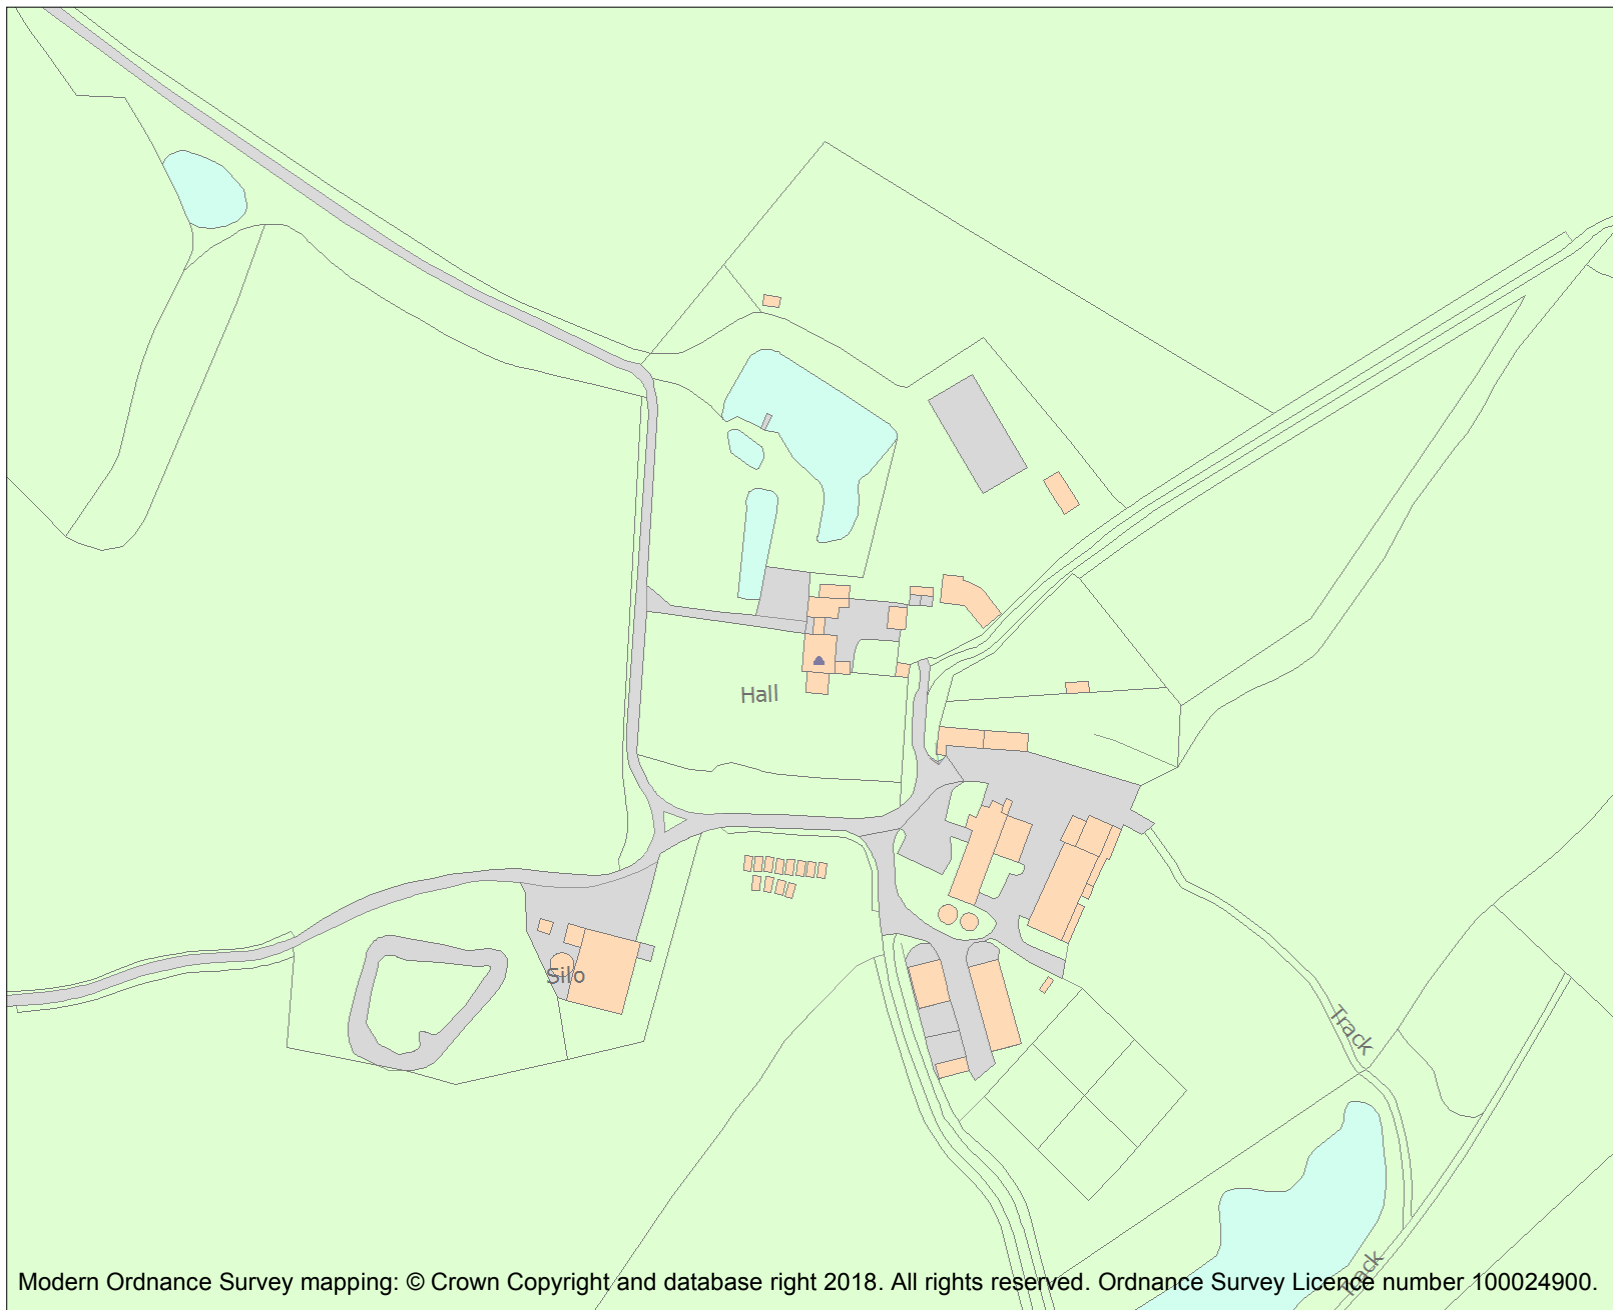 Hall
Silo
Track
Track
Modern Ordnance Survey mapping: © Crown Copyright and database right 2018. All rights reserved. Ordnance Survey Licence number 100024900.